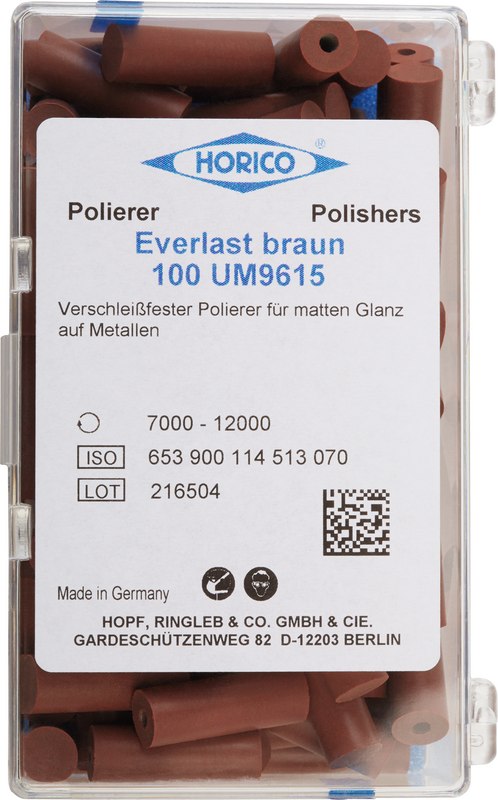 HORICO ®
Polierer Polishers
Everlast braun
100 UM9615
Verschleißfester Polierer für matten Glanz
auf Metallen
7000 - 12000
ISO 653 900 114 513 070
LOT 216504
Made in Germany
HOPF, RINGLEB & CO. GMBH & CIE.
GARDESCHÜTZENWEG 82 D-12203 BERLIN